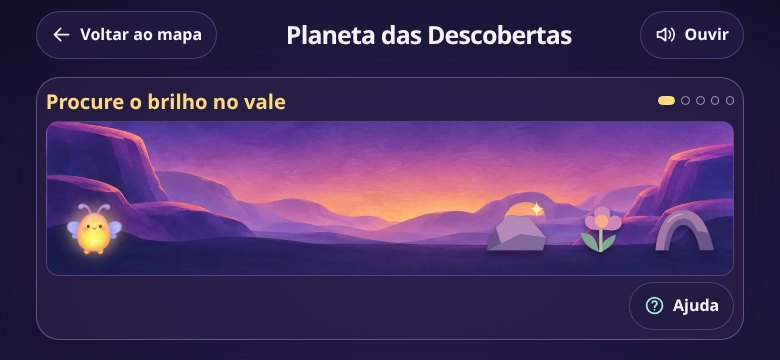 Voltar ao mapa
Planeta das Descobertas
Ouvir
Procure o brilho no vale
Ajuda